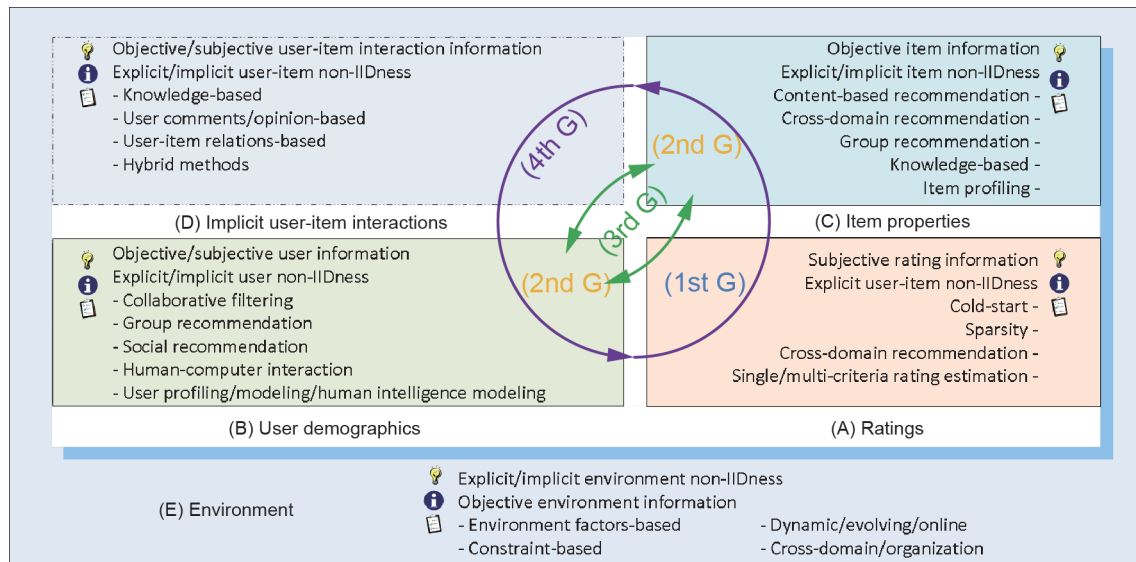 Objective/subjective user-item interaction information
Explicit/implicit user-item non-IIDness
- Knowledge-based
- User comments/opinion-based
- User-item relations-based
- Hybrid methods
(D) Implicit user-item interactions
Objective item information
Explicit/implicit item non-IIDness
Content-based recommendation -
Cross-domain recommendation -
Group recommendation -
Knowledge-based -
Item profiling -
(C) Item properties
(4th G)
(2nd G)
(3rd G)
(2nd G)
(1st G)
Objective/subjective user information
Explicit/implicit user non-IIDness
- Collaborative filtering
- Group recommendation
- Social recommendation
- Human-computer interaction
- User profiling/modeling/human intelligence modeling
(B) User demographics
Subjective rating information
Explicit user-item non-IIDness
Cold-start -
Sparsity -
Cross-domain recommendation -
Single/multi-criteria rating estimation -
(A) Ratings
(E) Environment
Explicit/implicit environment non-IIDness
Objective environment information
- Environment factors-based
- Dynamic/evolving/online
- Constraint-based
- Cross-domain/organization